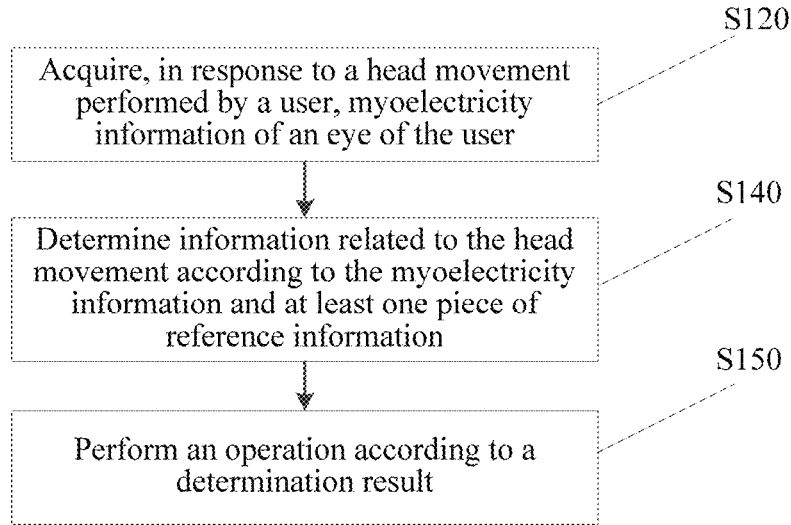 S120
Acquire, in response to a head movement
performed by a user, myoelectricity
information of an eye of the user
S140
Determine information related to the head
movement according to the myoelectricity
information and at least one piece of
reference information
S150
Perform an operation according to a
determination result